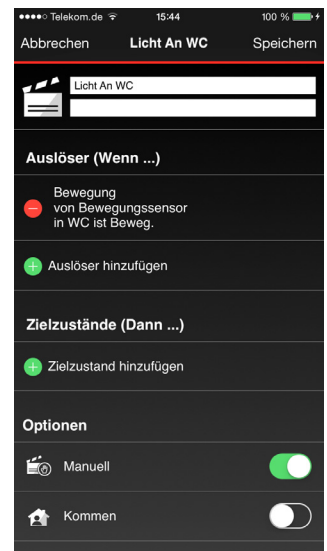 Telekom.de 15:44 100 %
Abbrechen Licht An WC Speichern
Licht An WC
Auslöser (Wenn ...)
Bewegung
von Bewegungssensor
in WC ist Beweg.
Auslöser hinzufügen
Zielzustände (Dann ...)
Zielzustand hinzufügen
Optionen
Manuell
Kommen